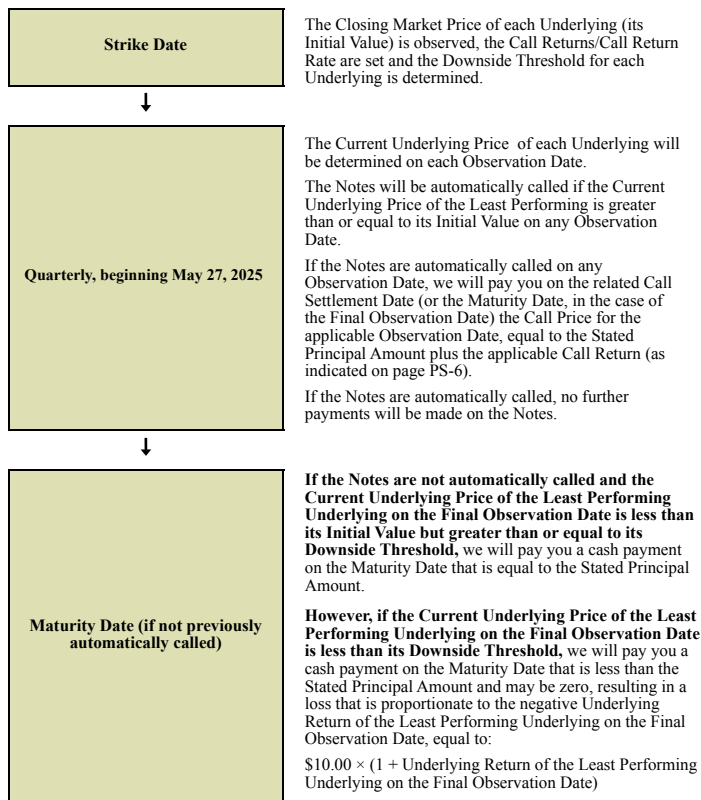 Strike Date
The Closing Market Price of each Underlying (its
Initial Value) is observed, the Call Returns/Call Return
Rate are set and the Downside Threshold for each
Underlying is determined.
Quarterly, beginning May 27, 2025
The Current Underlying Price of each Underlying will
be determined on each Observation Date.
The Notes will be automatically called if the Current
Underlying Price of the Least Performing is greater
than or equal to its Initial Value on any Observation
Date.
If the Notes are automatically called on any
Observation Date, we will pay you on the related Call
Settlement Date (or the Maturity Date, in the case of
the Final Observation Date) the Call Price for the
applicable Observation Date, equal to the Stated
Principal Amount plus the applicable Call Return (as
indicated on page PS-6).
If the Notes are automatically called, no further
payments will be made on the Notes.
Maturity Date (if not previously
automatically called)
If the Notes are not automatically called and the
Current Underlying Price of the Least Performing
Underlying on the Final Observation Date is less than
its Initial Value but greater than or equal to its
Downside Threshold, we will pay you a cash payment
on the Maturity Date that is equal to the Stated Principal
Amount.
However, if the Current Underlying Price of the Least
Performing Underlying on the Final Observation Date
is less than its Downside Threshold, we will pay you a
cash payment on the Maturity Date that is less than the
Stated Principal Amount and may be zero, resulting in a
loss that is proportionate to the negative Underlying
Return of the Least Performing Underlying on the Final
Observation Date, equal to:
$10.00 × (1 + Underlying Return of the Least Performing
Underlying on the Final Observation Date)